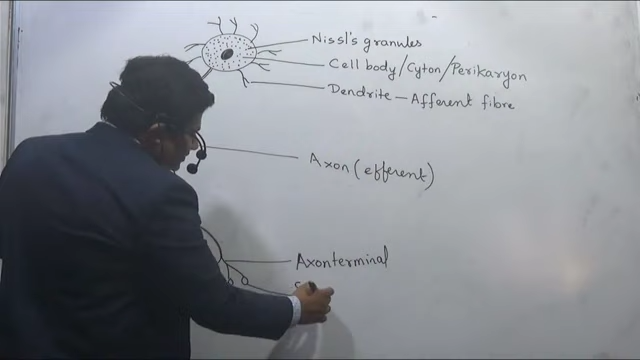 Nissl's granules
Cell body/Cyton/Perikaryon
Dendrite — Afferent fibre
Axon (efferent)
Axonterminal